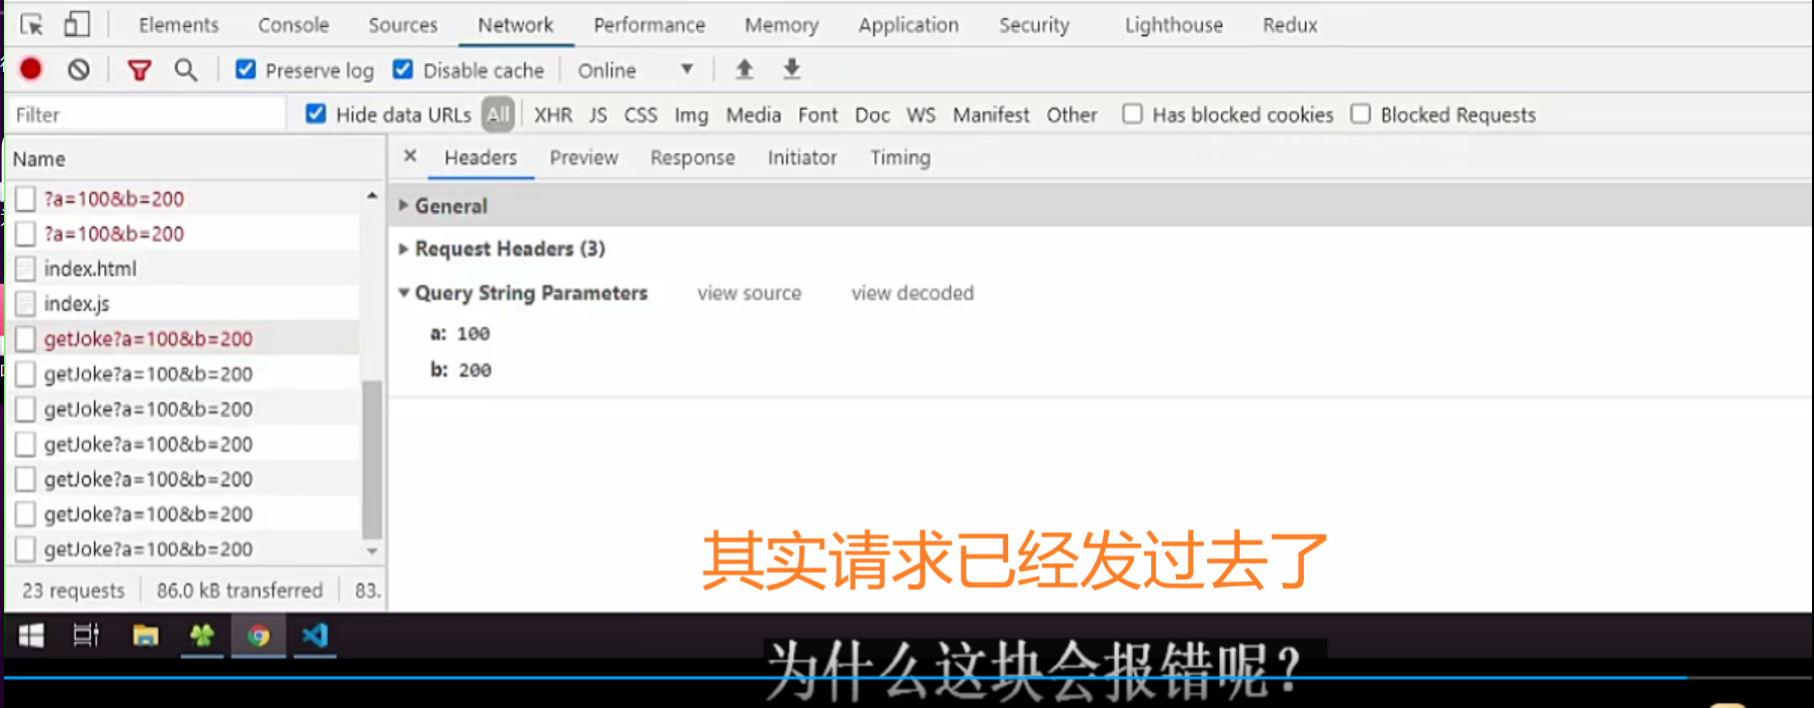 Elements Console Sources Network Performance Memory Application Security Lighthouse Redux
Preserve log Disable cache Online
Filter Hide data URLs All XHR JS CSS Img Media Font Doc WS Manifest Other Has blocked cookies Blocked Requests
Name
Headers Preview Response Initiator Timing
?a=100&b=200
?a=100&b=200
index.html
index.js
getJoke?a=100&b=200
getJoke?a=100&b=200
getJoke?a=100&b=200
getJoke?a=100&b=200
getJoke?a=100&b=200
getJoke?a=100&b=200
getJoke?a=100&b=200
23 requests 86.0 kB transferred 83.
General
Request Headers (3)
Query String Parameters view source view decoded
a: 100
b: 200
其实请求已经发过去了
为什么这块会报错呢?